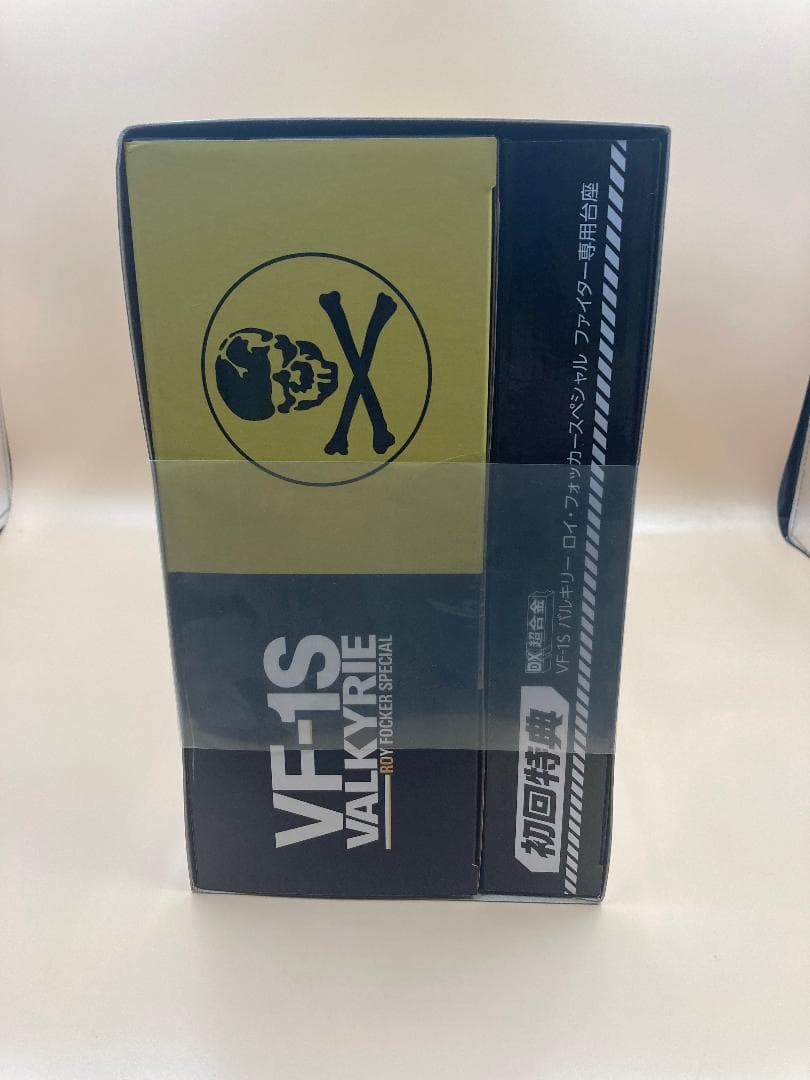 VF-1S
VALKYRIE
ROY FOCKER SPECIAL
初回特典
DX 超合金
VF-1S バルキリー ロイ・フォッカースペシャル ファイター専用台座